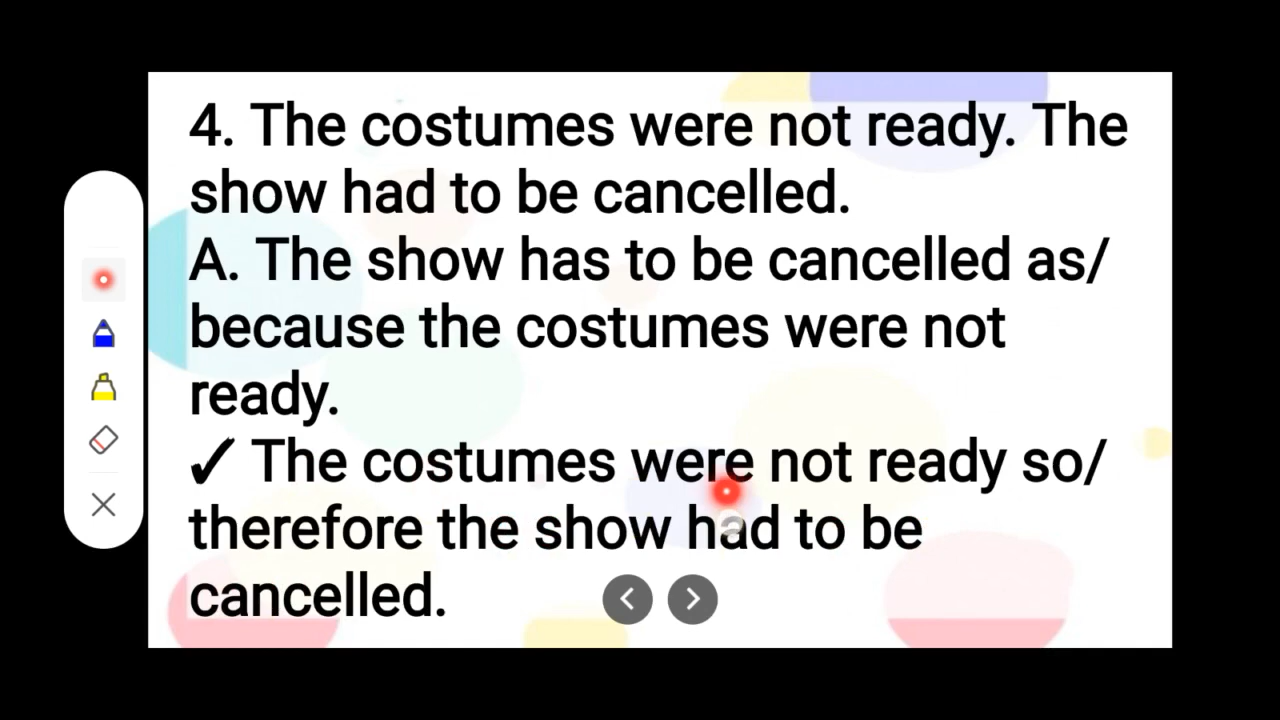 4. The costumes were not ready. The
show had to be cancelled.
A. The show has to be cancelled as/
because the costumes were not
ready.
✓ The costumes were not ready so/
therefore the show had to be
cancelled.